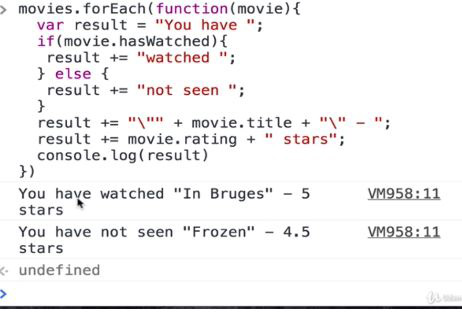 > movies.forEach(function(movie){
var result = "You have ";
if(movie.hasWatched){
result += "watched ";
} else {
result += "not seen ";
}
result += "\"" + movie.title + "\" - ";
result += movie.rating + " stars";
console.log(result)
})
You have watched "In Bruges" - 5 VM958:11
stars
You have not seen "Frozen" - 4.5 VM958:11
stars
undefined
>